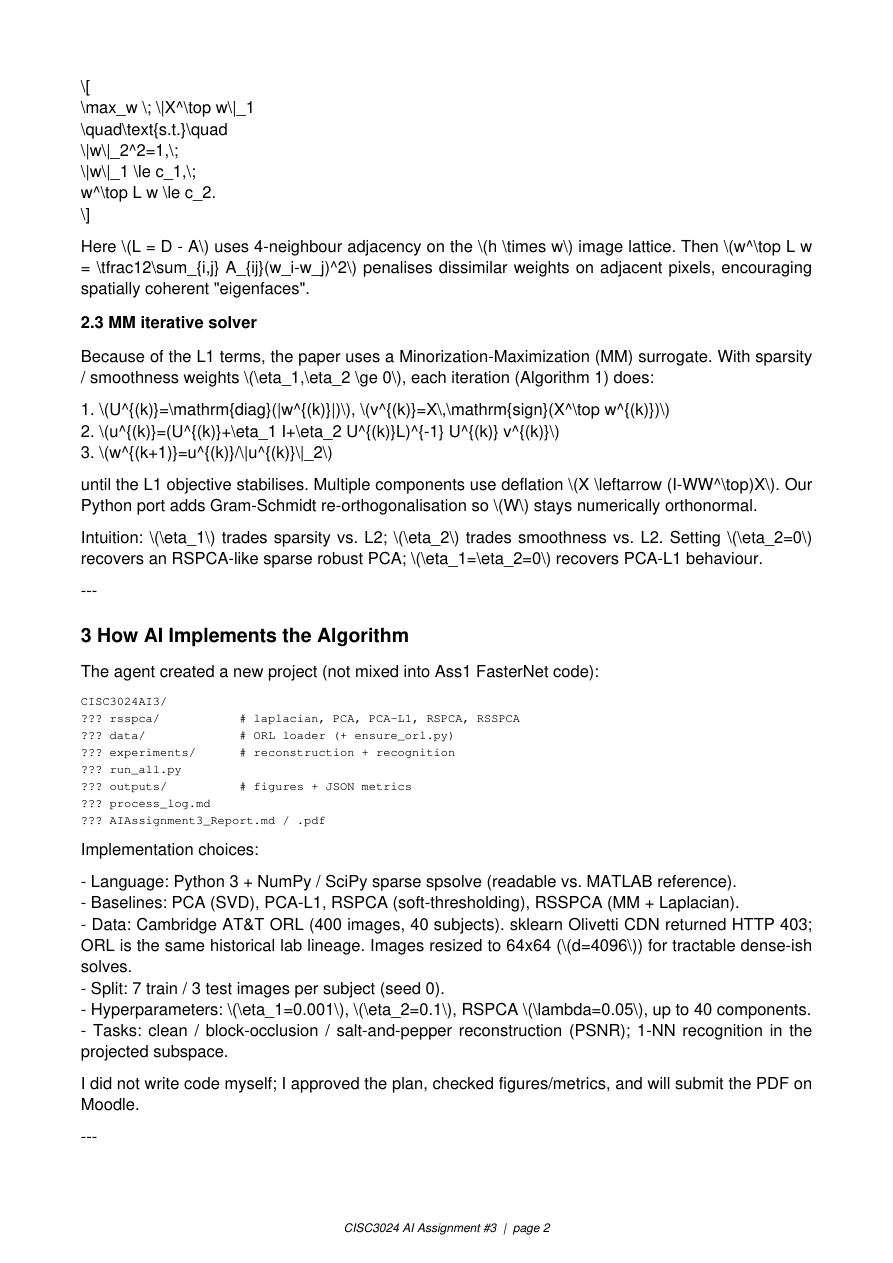 \[
\max_w \; \|X^\top w\|_1
\quad\text{s.t.}\quad
\|w\|_2^2=1,\;
\|w\|_1 \le c_1,\;
w^\top L w \le c_2.
\]
Here \(L = D - A\) uses 4-neighbour adjacency on the \(h \times w\) image lattice. Then \(w^\top L w
= \tfrac12\sum_{i,j} A_{ij}(w_i-w_j)^2\) penalises dissimilar weights on adjacent pixels, encouraging
spatially coherent "eigenfaces".
2.3 MM iterative solver
Because of the L1 terms, the paper uses a Minorization-Maximization (MM) surrogate. With sparsity
/ smoothness weights \(\eta_1,\eta_2 \ge 0\), each iteration (Algorithm 1) does:
1. \(U^{(k)}=\mathrm{diag}(|w^{(k)}|)\), \(v^{(k)}=X\,\mathrm{sign}(X^\top w^{(k)})\)
2. \(u^{(k)}=(U^{(k)}+\eta_1 I+\eta_2 U^{(k)}L)^{-1} U^{(k)} v^{(k)}\)
3. \(w^{(k+1)}=u^{(k)}/\|u^{(k)}\|_2\)
until the L1 objective stabilises. Multiple components use deflation \(X \leftarrow (I-WW^\top)X\). Our
Python port adds Gram-Schmidt re-orthogonalisation so \(W\) stays numerically orthonormal.
Intuition: \(\eta_1\) trades sparsity vs. L2; \(\eta_2\) trades smoothness vs. L2. Setting \(\eta_2=0\)
recovers an RSPCA-like sparse robust PCA; \(\eta_1=\eta_2=0\) recovers PCA-L1 behaviour.
---
3 How AI Implements the Algorithm
The agent created a new project (not mixed into Ass1 FasterNet code):
CISC3024AI3/
??? rsspca/ # laplacian, PCA, PCA-L1, RSPCA, RSSPCA
??? data/ # ORL loader (+ ensure_orl.py)
??? experiments/ # reconstruction + recognition
??? run_all.py
??? outputs/ # figures + JSON metrics
??? process_log.md
??? AIAssignment3_Report.md / .pdf
Implementation choices:
- Language: Python 3 + NumPy / SciPy sparse spsolve (readable vs. MATLAB reference).
- Baselines: PCA (SVD), PCA-L1, RSPCA (soft-thresholding), RSSPCA (MM + Laplacian).
- Data: Cambridge AT&T ORL (400 images, 40 subjects). sklearn Olivetti CDN returned HTTP 403;
ORL is the same historical lab lineage. Images resized to 64x64 (\(d=4096\)) for tractable dense-ish
solves.
- Split: 7 train / 3 test images per subject (seed 0).
- Hyperparameters: \(\eta_1=0.001\), \(\eta_2=0.1\), RSPCA \(\lambda=0.05\), up to 40 components.
- Tasks: clean / block-occlusion / salt-and-pepper reconstruction (PSNR); 1-NN recognition in the
projected subspace.
I did not write code myself; I approved the plan, checked figures/metrics, and will submit the PDF on
Moodle.
---
CISC3024 AI Assignment #3 | page 2